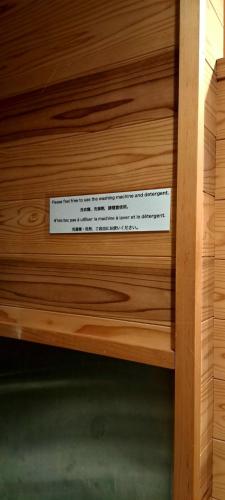 Please feel free to use the washing machine and detergent.
洗衣機、洗滌劑，請隨意使用。
N'hésitez pas à utiliser la machine à laver et le détergent.
洗濯機・洗剤、ご自由にお使いください。